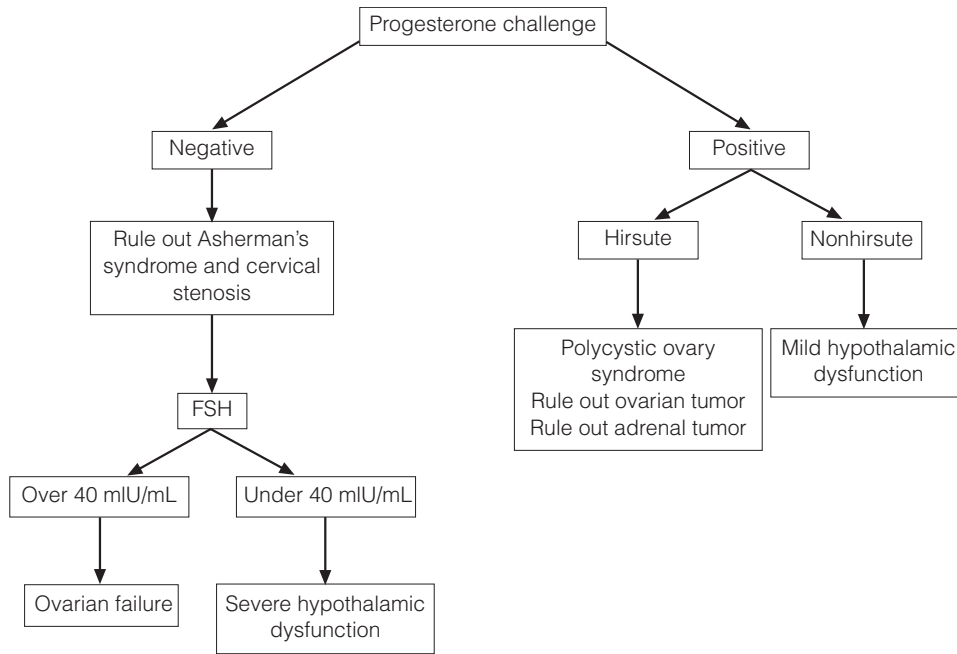 Progesterone challenge
Negative
Positive
Rule out Asherman's
syndrome and cervical
stenosis
Hirsute
Nonhirsute
Polycystic ovary
syndrome
Rule out ovarian tumor
Rule out adrenal tumor
Mild hypothalamic
dysfunction
FSH
Over 40 mIU/mL
Under 40 mIU/mL
Ovarian failure
Severe hypothalamic
dysfunction